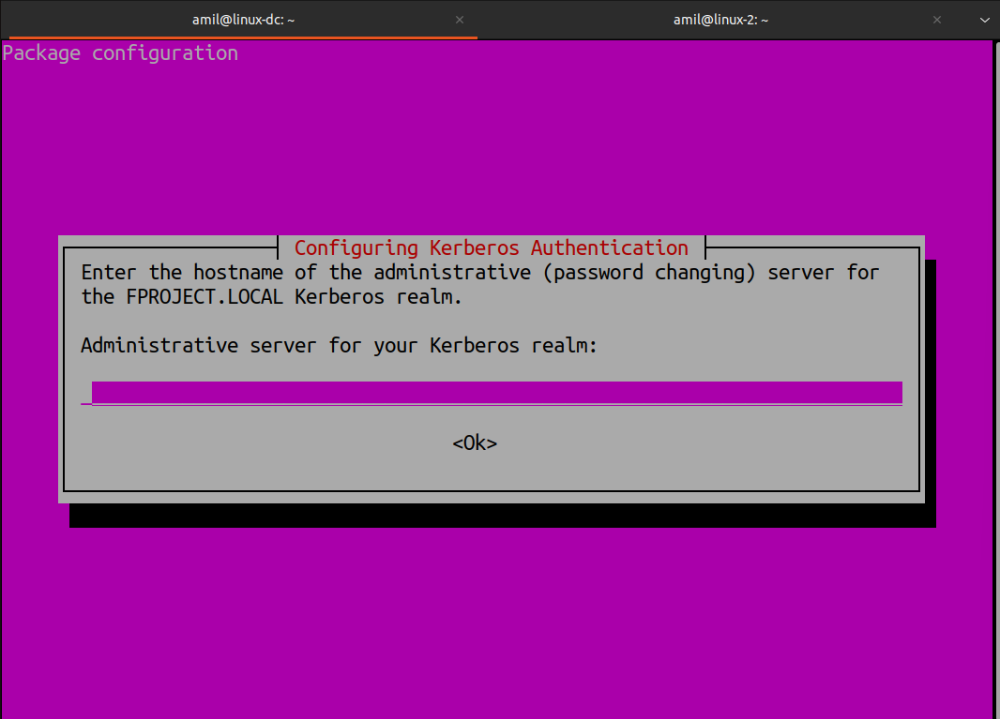 amil@linux-dc: ~
amil@linux-2: ~
Package configuration
Configuring Kerberos Authentication
Enter the hostname of the administrative (password changing) server for
the FPROJECT.LOCAL Kerberos realm.
Administrative server for your Kerberos realm:
<Ok>